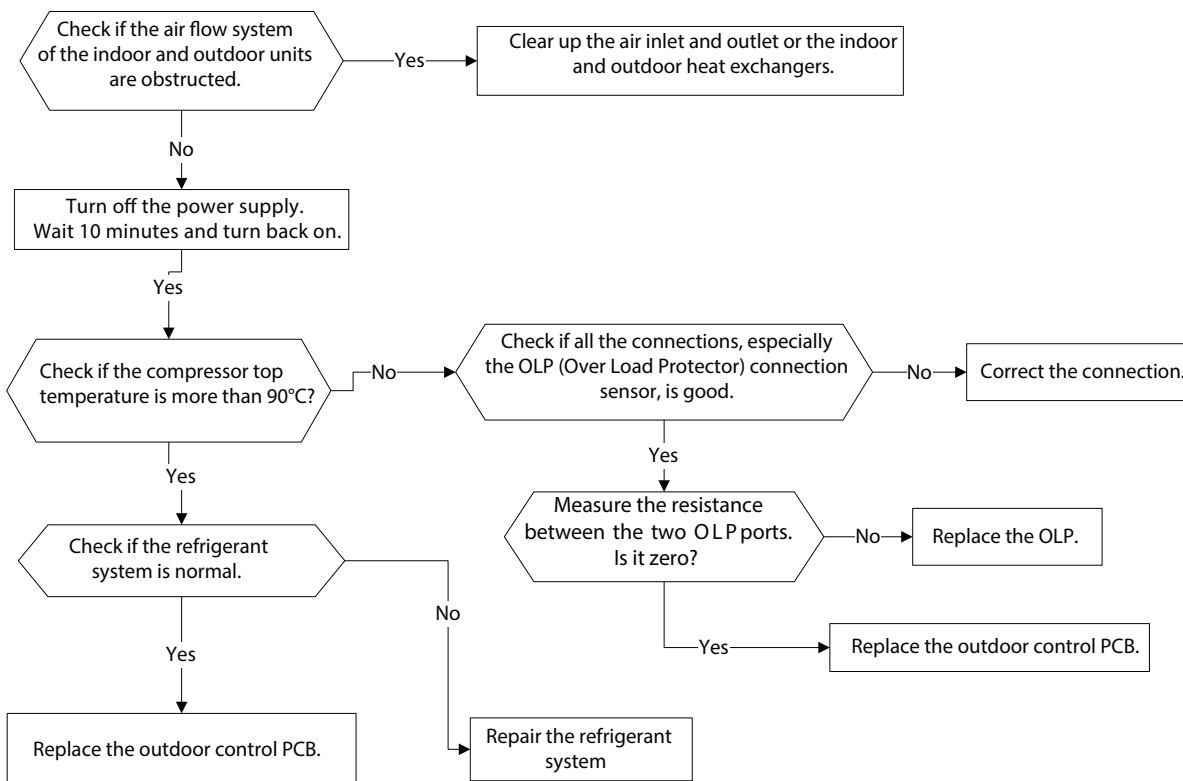 Check if the air flow system
of the indoor and outdoor units
are obstructed.
Yes
Clear up the air inlet and outlet or the indoor
and outdoor heat exchangers.
No
Turn off the power supply.
Wait 10 minutes and turn back on.
Yes
Check if the compressor top
temperature is more than 90°C?
No
Check if all the connections, especially
the OLP (Over Load Protector) connection
sensor, is good.
No
Correct the connection.
Yes
Yes
Measure the resistance
between the two OLP ports.
Is it zero?
No
Replace the OLP.
Check if the refrigerant
system is normal.
No
Yes
Replace the outdoor control PCB.
Yes
Replace the outdoor control PCB.
Repair the refrigerant
system